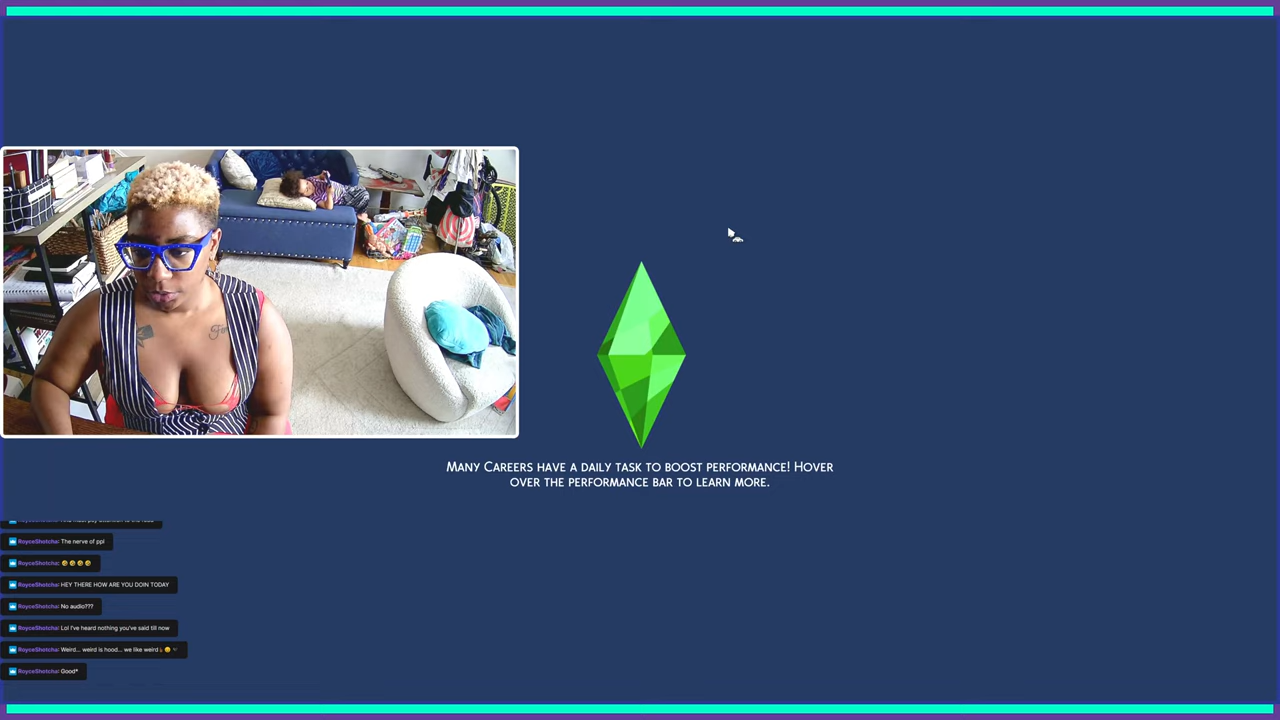 MANY CAREERS HAVE A DAILY TASK TO BOOST PERFORMANCE! HOVER
OVER THE PERFORMANCE BAR TO LEARN MORE.
RoyceShotcha:
RoyceShotcha: The nerve of ppl
RoyceShotcha: 🤣🤣🤣🤣
RoyceShotcha: HEY THERE HOW ARE YOU DOIN TODAY
RoyceShotcha: No audio???
RoyceShotcha: Lol I've heard nothing you've said till now
RoyceShotcha: Weird... weird is hood... we like weird
RoyceShotcha: Good*